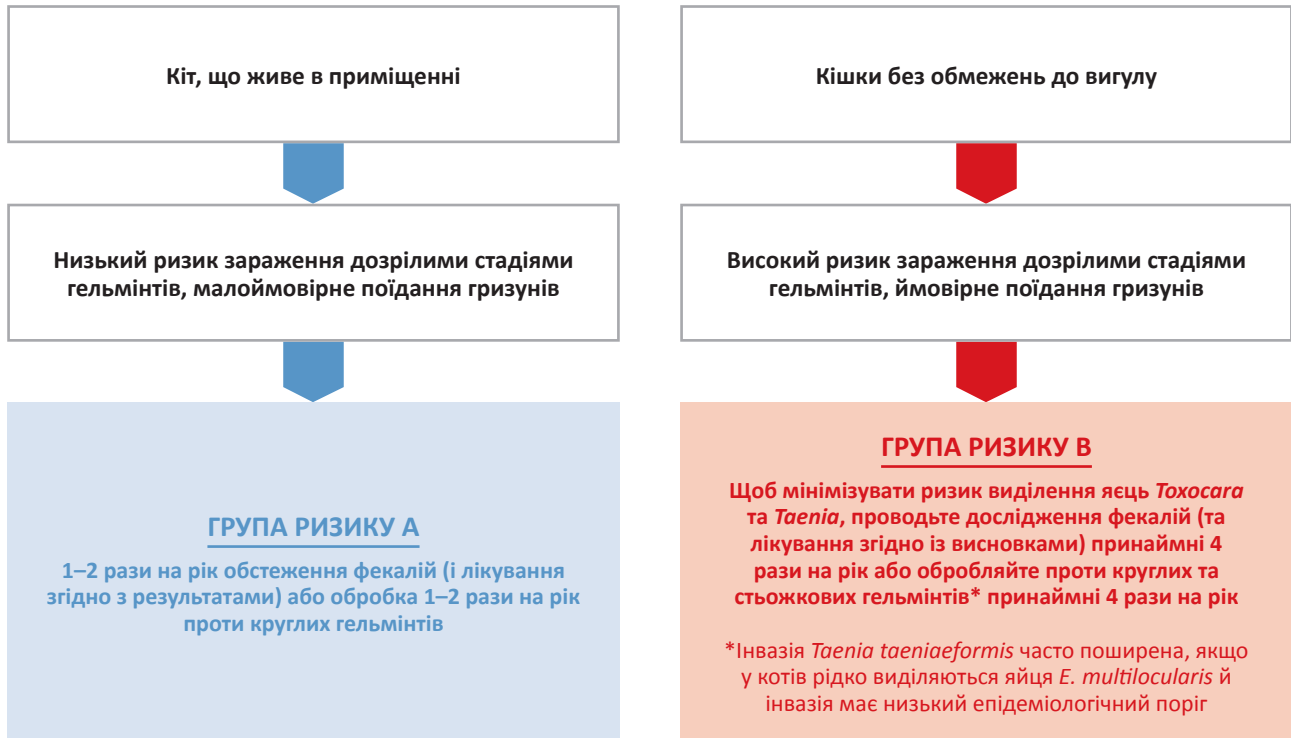 Кіт, що живе в приміщенні
Низький ризик зараження дозрілими стадіями
гельмінтів, малоймовірне поїдання гризунів
ГРУПА РИЗИКУ А
1–2 рази на рік обстеження фекалій (і лікування
згідно з результатами) або обробка 1–2 рази на рік
проти круглих гельмінтів
Кішки без обмежень до вигулу
Високий ризик зараження дозрілими стадіями
гельмінтів, ймовірне поїдання гризунів
ГРУПА РИЗИКУ В
Щоб мінімізувати ризик виділення яєць Toxocara
та Taenia, проводьте дослідження фекалій (та
лікування згідно із висновками) принаймні 4
рази на рік або обробляйте проти круглих та
стьожкових гельмінтів* принаймні 4 рази на рік
*Інвазія Taenia taeniaeformis часто поширена, якщо
у котів рідко виділяються яйця E. multilocularis й
інвазія має низький епідеміологічний поріг